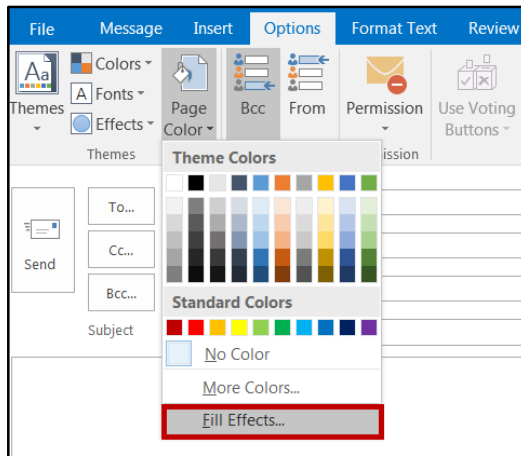 File Message Insert Options Format Text Review
Aa Colors
A Fonts
Effects
Themes
Page Color
Bcc
From
Permission
Use Voting Buttons
Themes
ission
Theme Colors
To...
Cc...
Send
Bcc...
Subject
Standard Colors
No Color
More Colors...
Fill Effects...